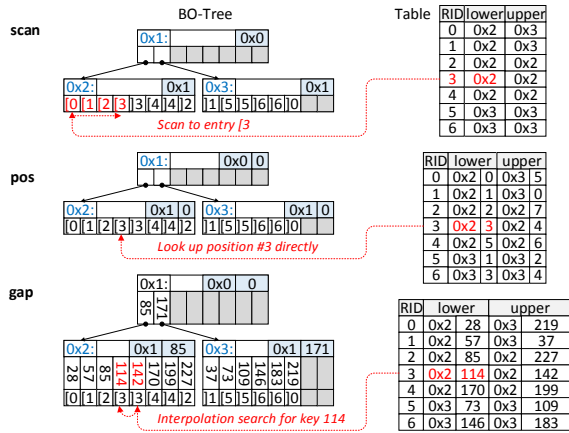 BO-Tree
Table
scan
0x1: 0x0
0x2: 0x1
[0 [1 [2 [3 ]3 [4 ]4 ]2
0x3: 0x1
]1 [5 ]5 [6 ]6 ]0
Scan to entry [3
RID lower upper
0 0x2 0x3
1 0x2 0x3
2 0x2 0x2
3 0x2 0x2
4 0x2 0x2
5 0x3 0x3
6 0x3 0x3
pos
0x1: 0x0 0
0x2: 0x1 0
[0 [1 [2 [3 ]3 [4 ]4 ]2
0x3: 0x1 0
]1 [5 ]5 [6 ]6 ]0
Look up position #3 directly
RID lower upper
0 0x2 0 0x3 5
1 0x2 1 0x3 0
2 0x2 2 0x2 7
3 0x2 3 0x2 4
4 0x2 5 0x2 6
5 0x3 1 0x3 2
6 0x3 3 0x3 4
gap
0x1: 0x0 0
85 171
0x2: 0x1 85
28 57 85 114 142 170 199 227
[0 [1 [2 [3 ]3 [4 ]4 ]2
0x3: 0x1 171
37 73 109 146 183 219
]1 [5 ]5 [6 ]6 ]0
Interpolation search for key 114
RID lower upper
0 0x2 28 0x3 219
1 0x2 57 0x3 37
2 0x2 85 0x2 227
3 0x2 114 0x2 142
4 0x2 170 0x2 199
5 0x3 73 0x3 109
6 0x3 146 0x3 183